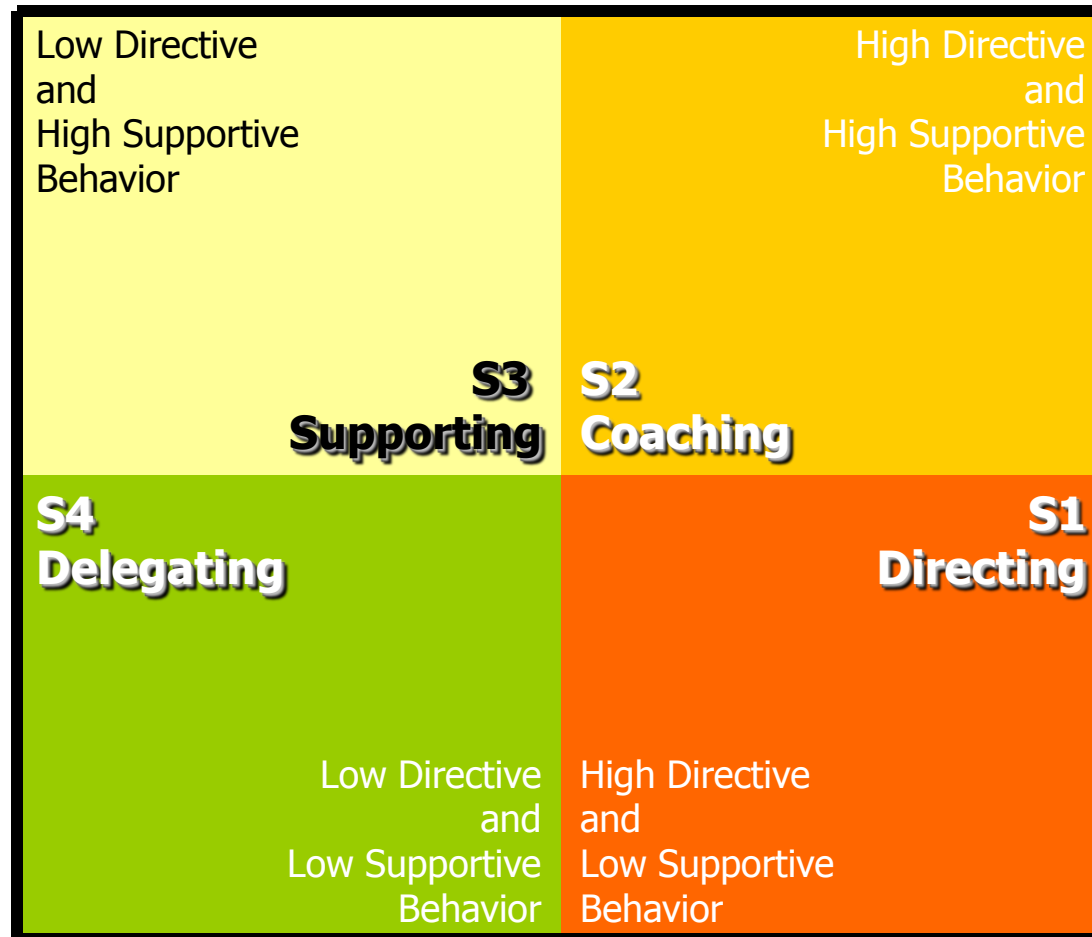 Low Directive
and
High Supportive
Behavior
S3
Supporting
High Directive
and
High Supportive
Behavior
S2
Coaching
S4
Delegating
Low Directive
and
Low Supportive
Behavior
S1
Directing
High Directive
and
Low Supportive
Behavior